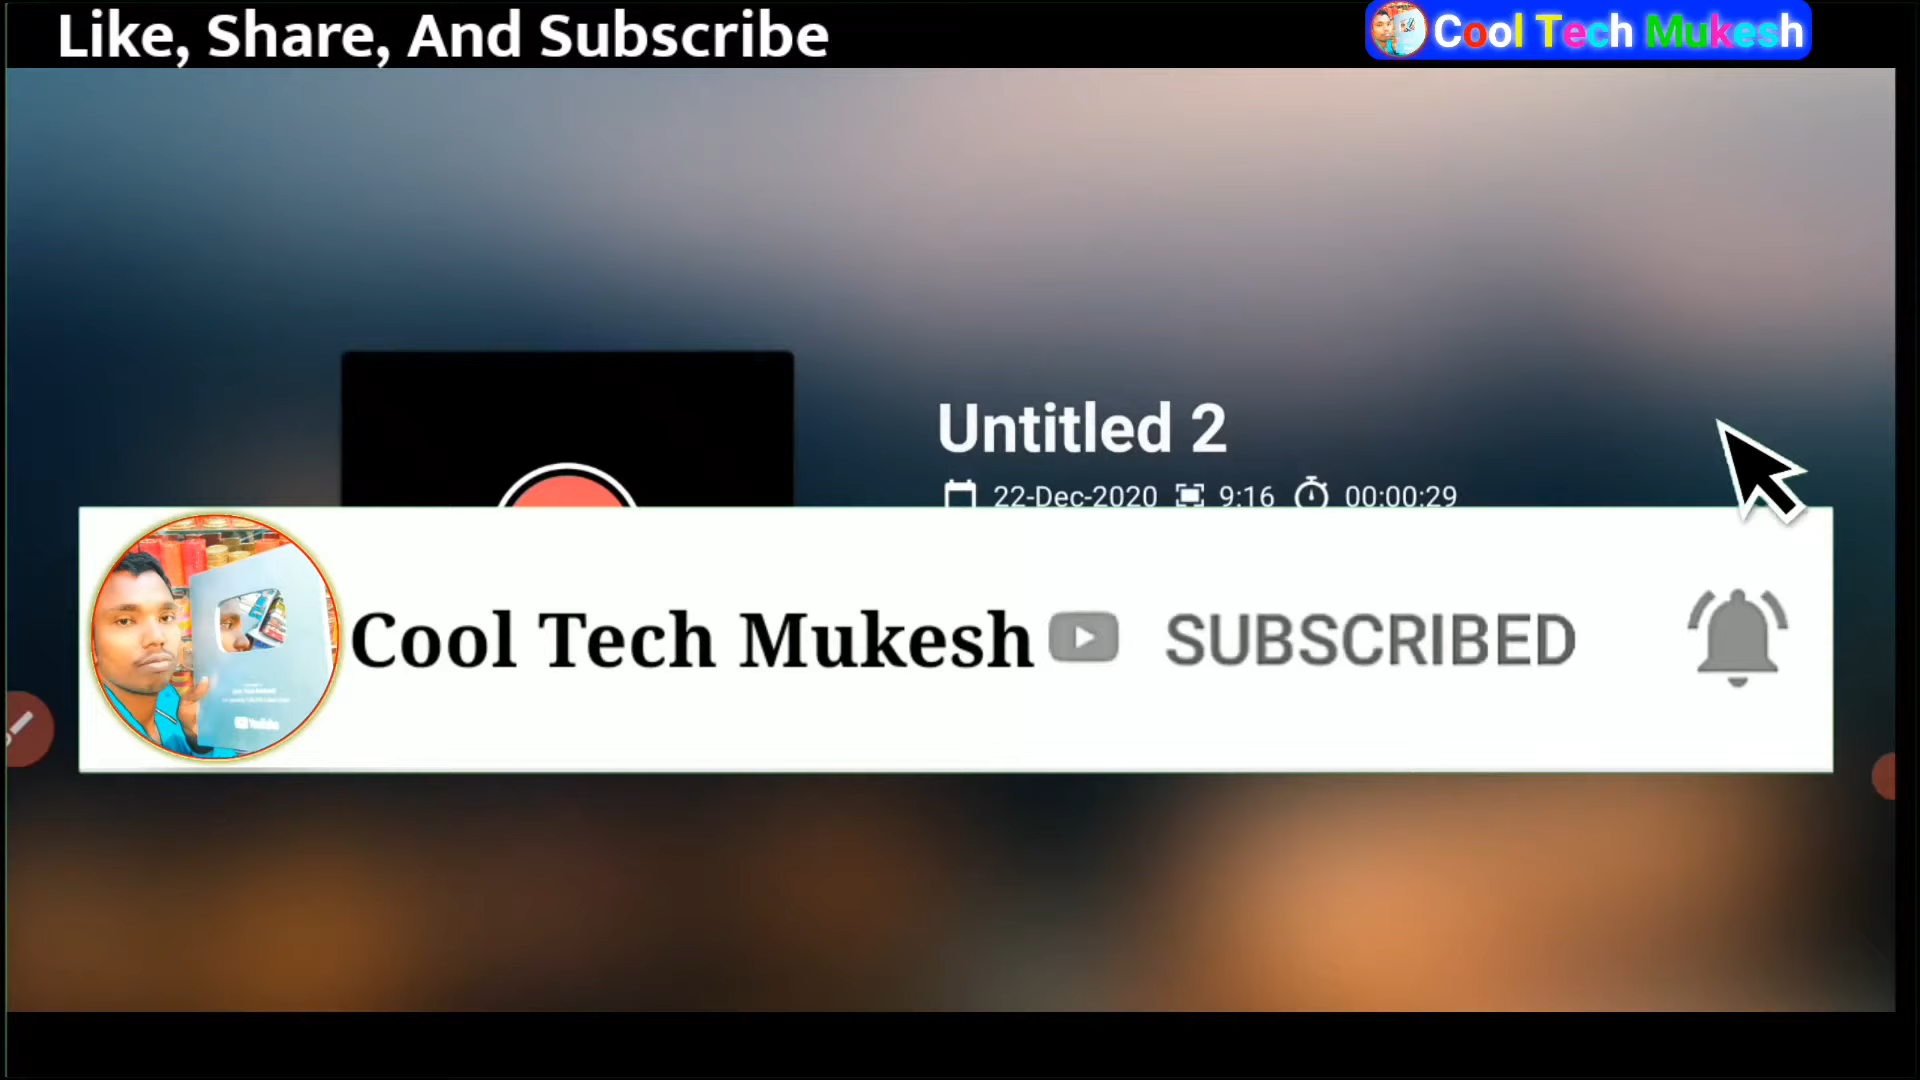 Like, Share, And Subscribe
Cool Tech Mukesh
Untitled 2
22-Dec-2020 9:16 00:00:29
Cool Tech Mukesh SUBSCRIBED
YouTube